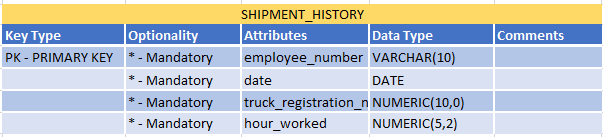 SHIPMENT_HISTORY
Key Type Optionality Attributes Data Type Comments
PK - PRIMARY KEY * - Mandatory employee_number VARCHAR(10)
* - Mandatory date DATE
* - Mandatory truck_registration_n NUMERIC(10,0)
* - Mandatory hour_worked NUMERIC(5,2)